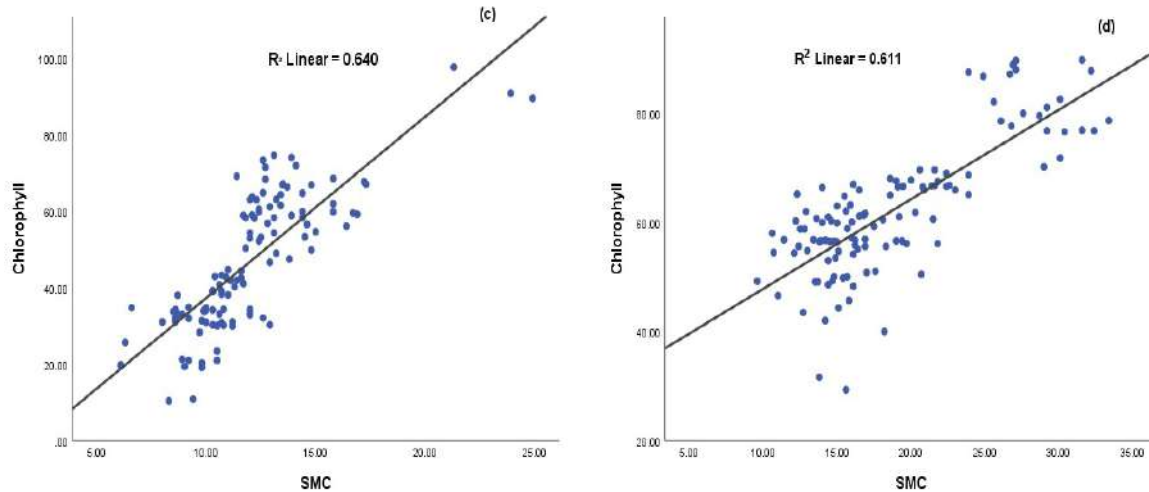 (c)
R² Linear = 0.640
100.00
80.00
60.00
40.00
20.00
.00
Chlorophyll
5.00 10.00 15.00 20.00 25.00
SMC
(d)
R² Linear = 0.611
80.00
60.00
40.00
20.00
Chlorophyll
5.00 10.00 15.00 20.00 25.00 30.00 35.00
SMC